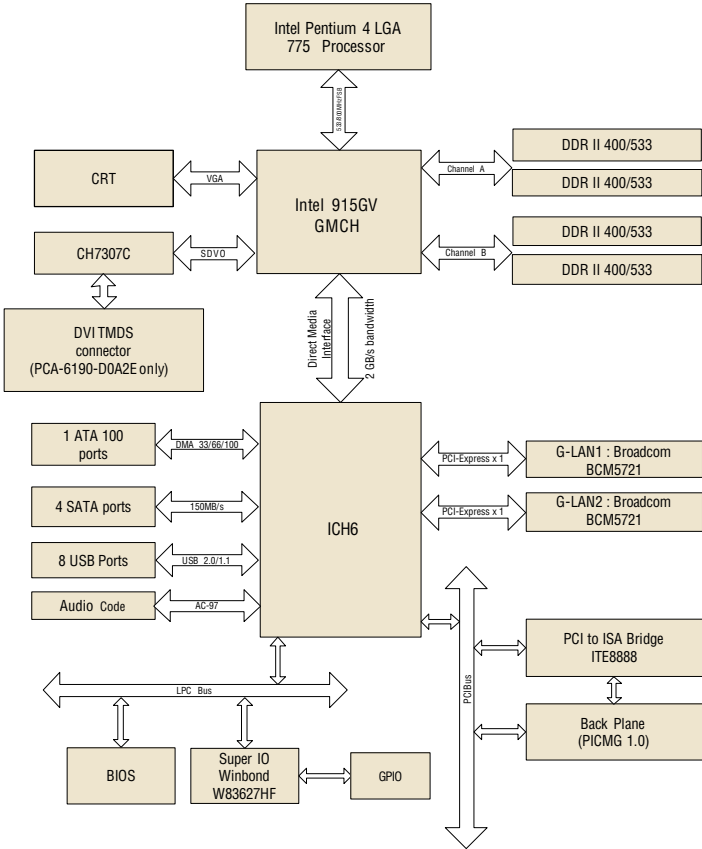 Intel Pentium 4 LGA
775 Processor
533/800MHz FSB
CRT
VGA
Intel 915GV
GMCH
Channel A
DDR II 400/533
DDR II 400/533
CH7307C
SDVO
Channel B
DDR II 400/533
DDR II 400/533
DVI TMDS
connector
(PCA-6190-D0A2E only)
Direct Media
Interface
2 GB/s bandwidth
1 ATA 100
ports
DMA 33/66/100
ICH6
PCI-Express x 1
G-LAN1 : Broadcom
BCM5721
4 SATA ports
150MB/s
PCI-Express x 1
G-LAN2 : Broadcom
BCM5721
8 USB Ports
USB 2.0/1.1
Audio Code
AC-97
PCIBus
PCI to ISA Bridge
ITE8888
LPC Bus
Back Plane
(PICMG 1.0)
BIOS
Super IO
Winbond
W83627HF
GPIO